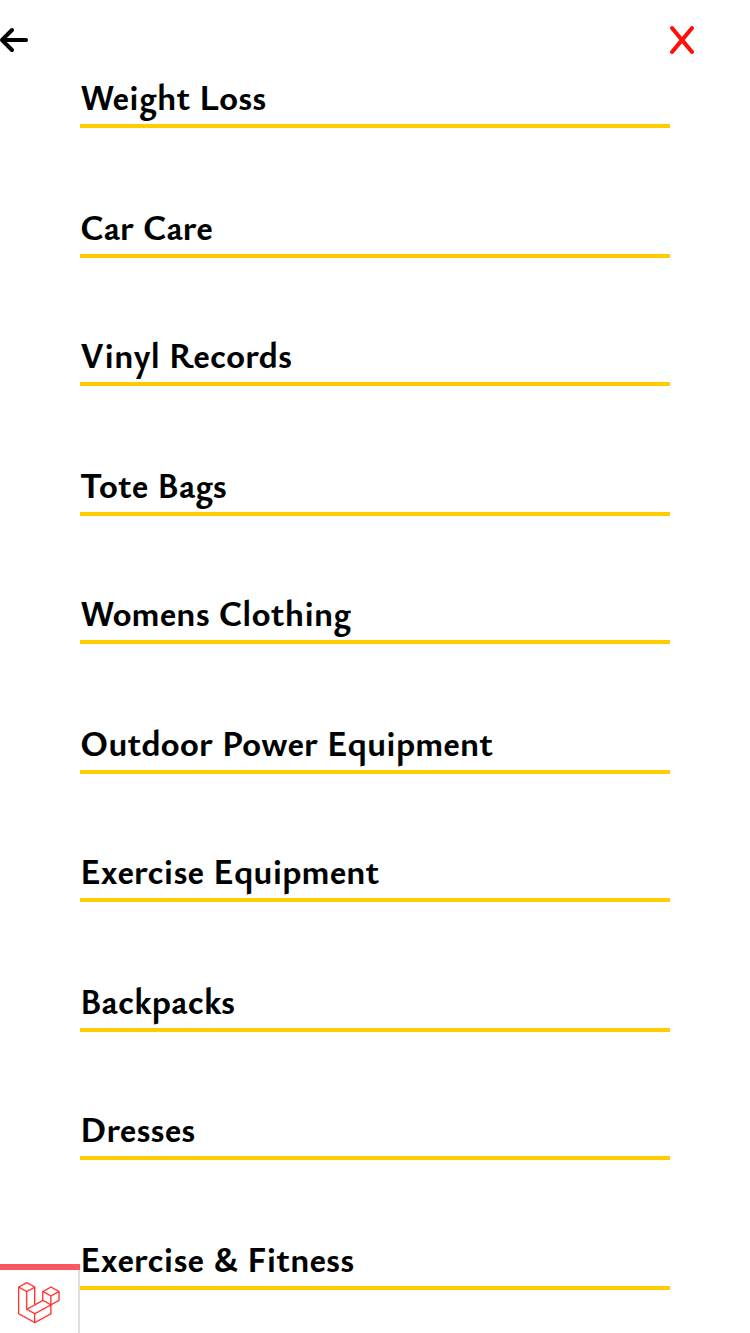 Weight Loss
Car Care
Vinyl Records
Tote Bags
Womens Clothing
Outdoor Power Equipment
Exercise Equipment
Backpacks
Dresses
Exercise & Fitness